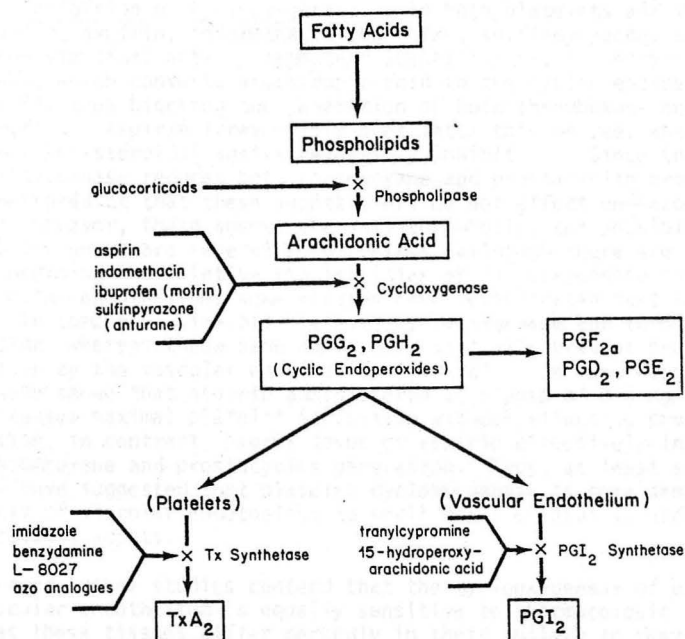 Fatty Acids
Phospholipids
glucocorticoids
Phospholipase
Arachidonic Acid
aspirin
indomethacin
ibuprofen (motrin)
sulfinpyrazone
(anturane)
Cyclooxygenase
PGG2, PGH2
(Cyclic Endoperoxides)
PGF2a
PGD2, PGE2
(Platelets)
(Vascular Endothelium)
imidazole
benzydamine
L-8027
azo analogues
Tx Synthetase
tranylcypromine
15-hydroperoxy-
arachidonic acid
PGI2 Synthetase
TxA2
PGI2